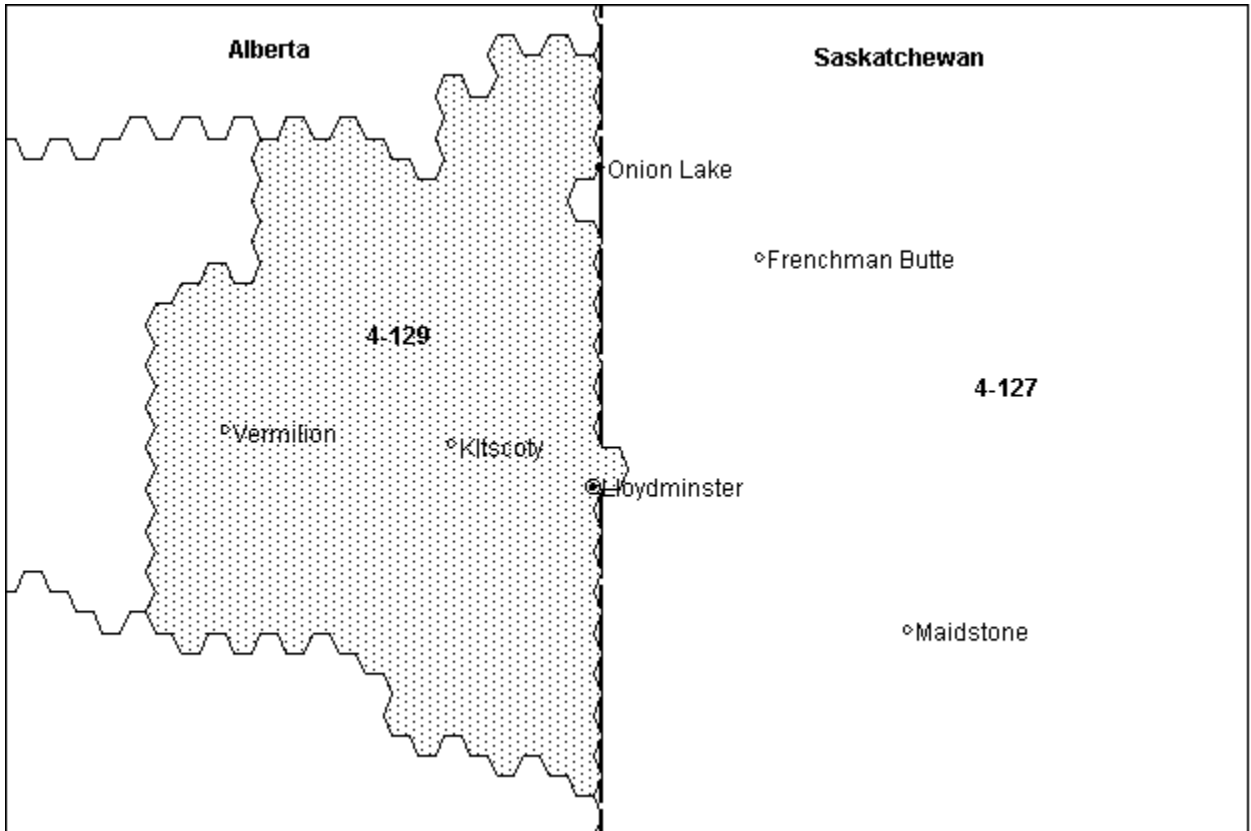 Alberta
Saskatchewan
Onion Lake
Frenchman Butte
4-129
4-127
Vermilion
Kitscoty
Lloydminster
Maidstone